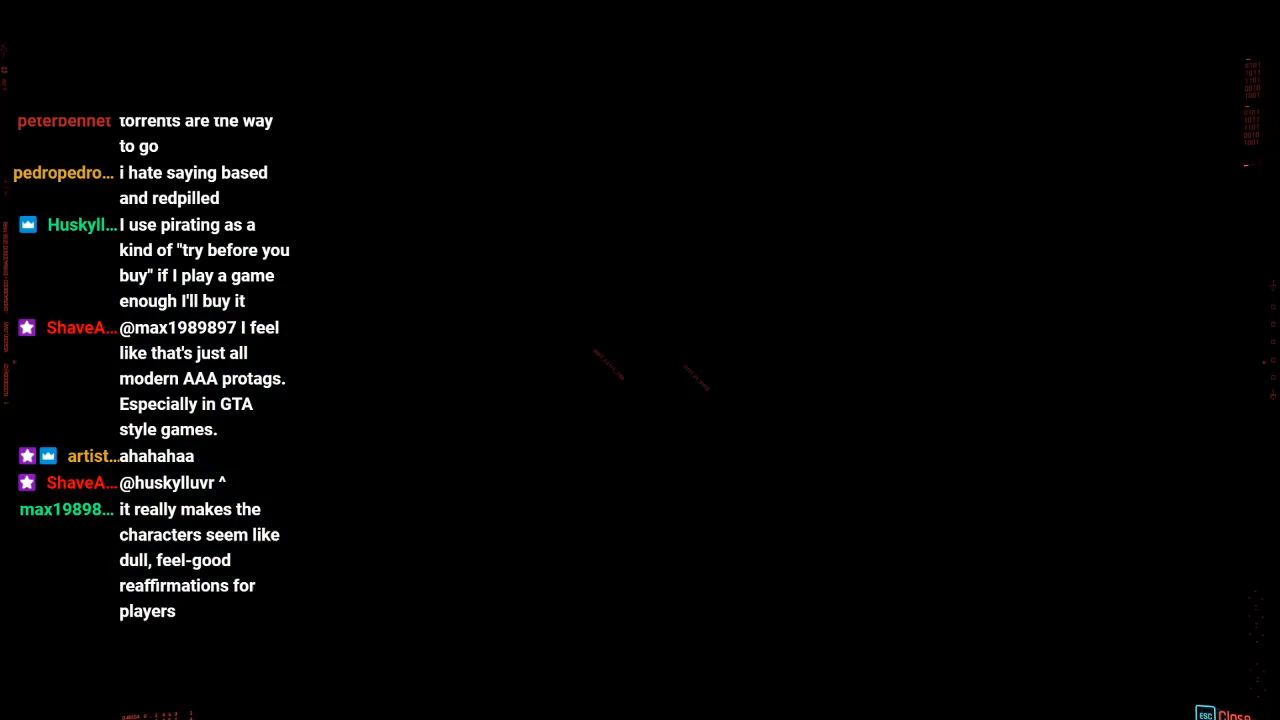 peterbennet torrents are the way
to go
pedropedro... i hate saying based
and redpilled
Huskyll... I use pirating as a
kind of "try before you
buy" if I play a game
enough I'll buy it
ShaveA... @max1989897 I feel
like that's just all
modern AAA protags.
Especially in GTA
style games.
artist... ahahahaa
ShaveA... @huskylluvr ^
max19898... it really makes the
characters seem like
dull, feel-good
reaffirmations for
players
ESC Close